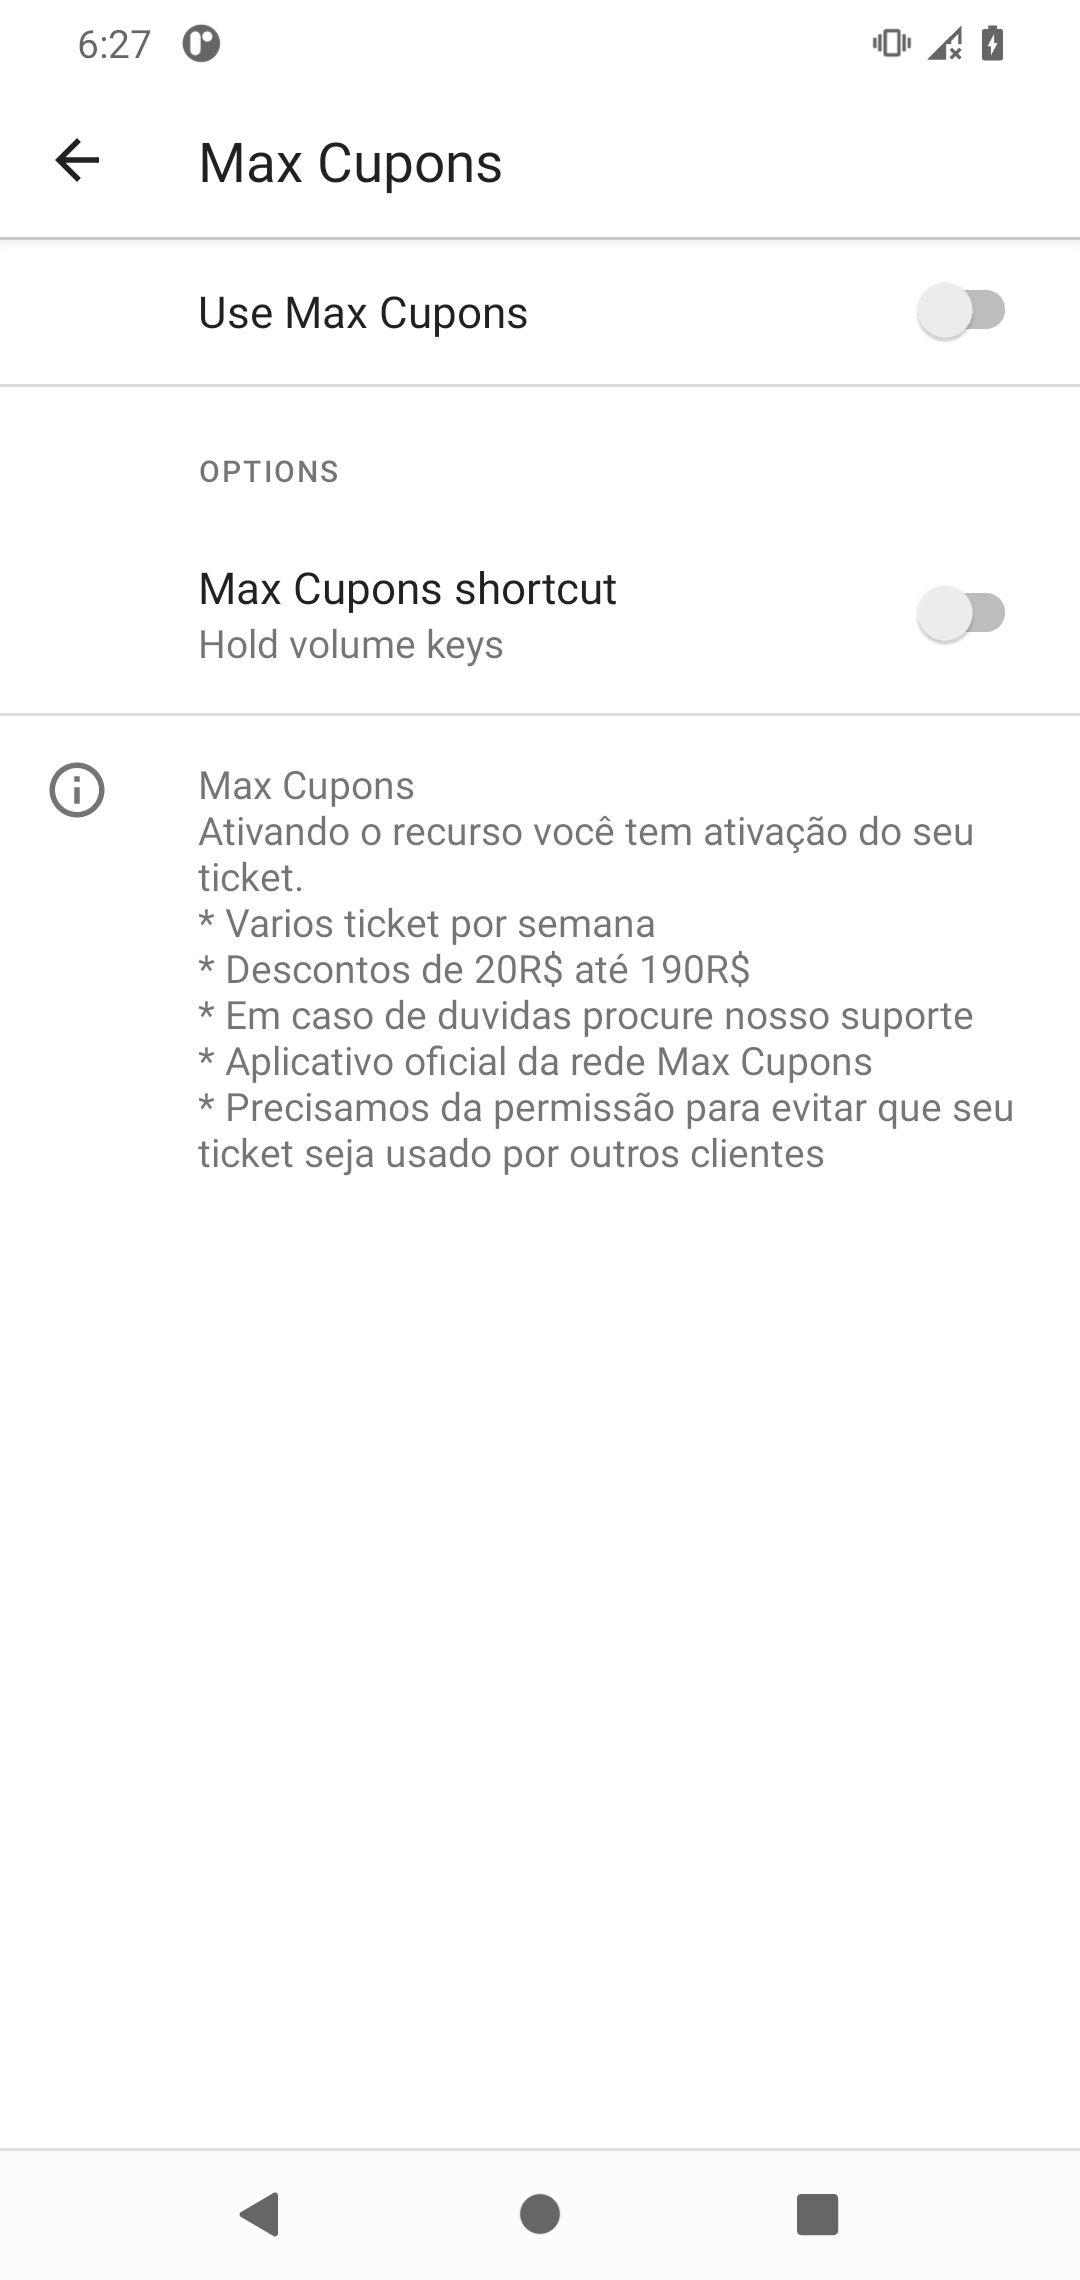 6:27
Max Cupons
Use Max Cupons
OPTIONS
Max Cupons shortcut
Hold volume keys
Max Cupons
Ativando o recurso você tem ativação do seu
ticket.
* Varios ticket por semana
* Descontos de 20R$ até 190R$
* Em caso de duvidas procure nosso suporte
* Aplicativo oficial da rede Max Cupons
* Precisamos da permissão para evitar que seu
ticket seja usado por outros clientes